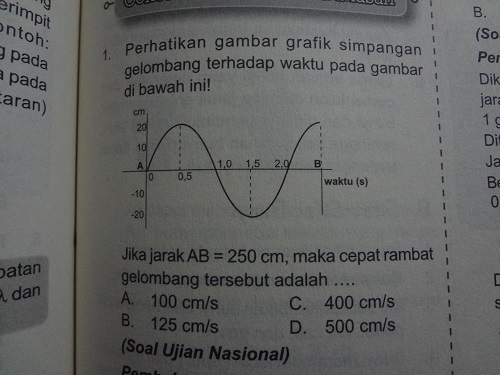 erimpit
ontoh:
g pada
a pada
taran)
patan
λ dan
1. Perhatikan gambar grafik simpangan
gelombang terhadap waktu pada gambar
di bawah ini!
cm
20
10
A
0
0,5
1,0
1,5
2,0
B
waktu (s)
-10
-20
Jika jarak AB = 250 cm, maka cepat rambat
gelombang tersebut adalah ....
A. 100 cm/s
C. 400 cm/s
B. 125 cm/s
D. 500 cm/s
(Soal Ujian Nasional)
B.
(Soa
Per
Dik
jara
1 g
Dit
Ja
Be
0
D
s